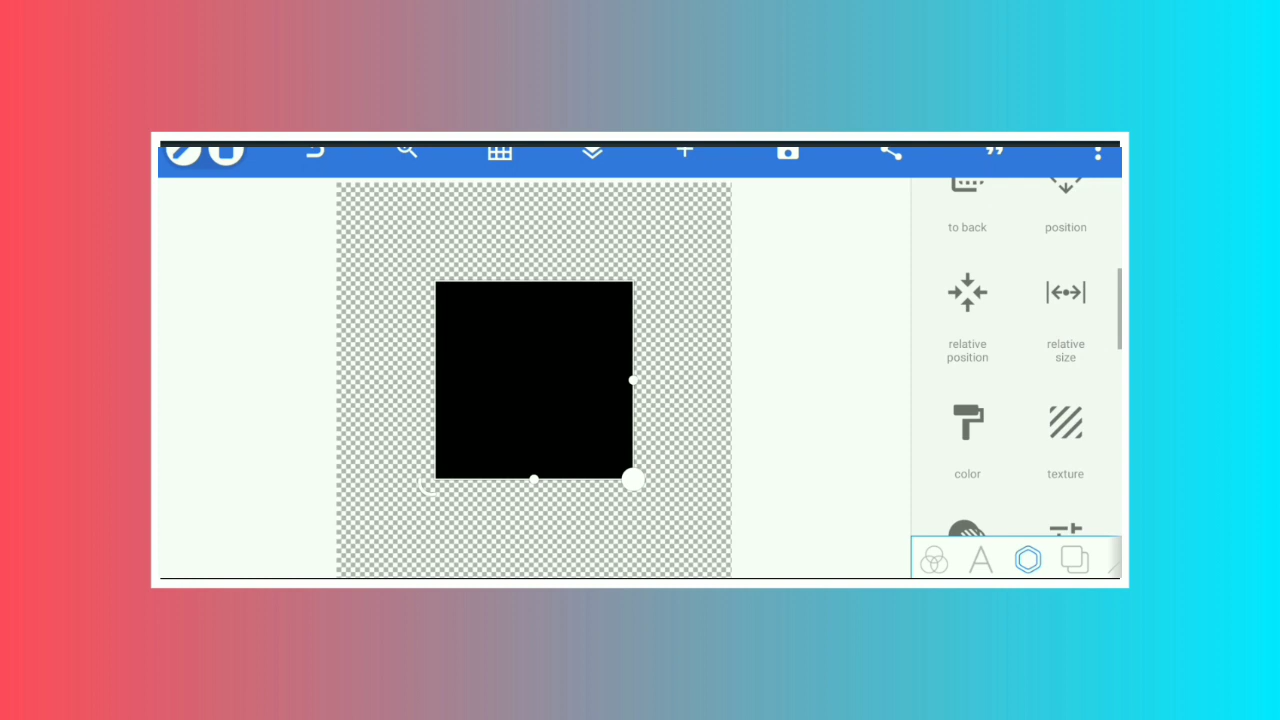 to back
position
relative
position
relative
size
color
texture